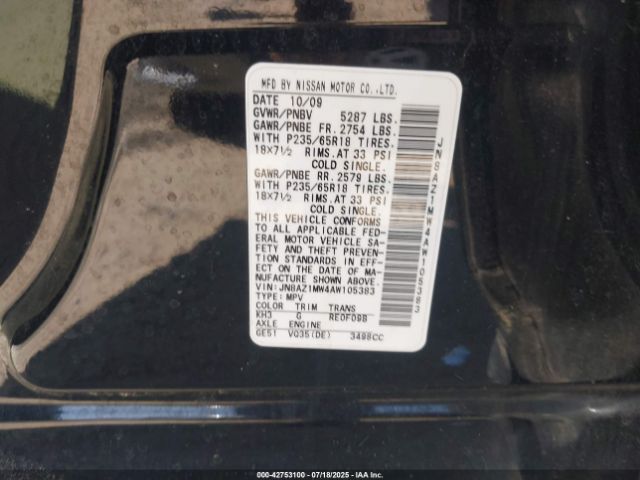 MFD BY NISSAN MOTOR CO.,LTD.
DATE 10/09
GVWR/PNBV 5287 LBS.
GAWR/PNBE FR. 2754 LBS.
WITH P235/65R18 TIRES.
18X7½ RIMS.AT 33 PSI
COLD SINGLE.
GAWR/PNBE RR. 2579 LBS.
WITH P235/65R18 TIRES.
18X7½ RIMS.AT 33 PSI
COLD SINGLE.
THIS VEHICLE CONFORMS
TO ALL APPLICABLE FED-
ERAL MOTOR VEHICLE SA-
FETY AND THEFT PREVEN-
TION STANDARDS IN EFF-
ECT ON THE DATE OF MA-
NUFACTURE SHOWN ABOVE.
VIN:JN8AZ1MW4AW105383
TYPE:MPV
COLOR TRIM TRANS
KH3 G RE0F09B
AXLE ENGINE
GE51 VQ35(DE) 3498CC
JN8AZ1MW4AW105383
000-42753100 | 07/18/2025 | IAA Inc.